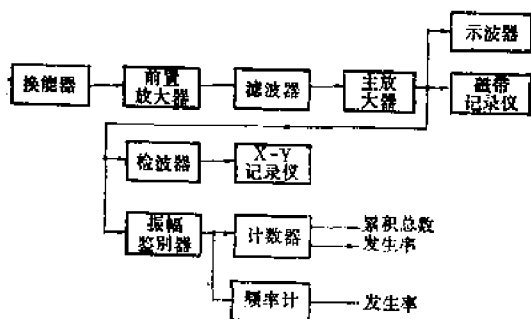 示波器
换能器
前置
放大器
滤波器
主放
大器
磁带
记录仪
检波器
X-Y
记录仪
振幅
鉴别器
计数器
累积总数
发生率
频率计
发生率